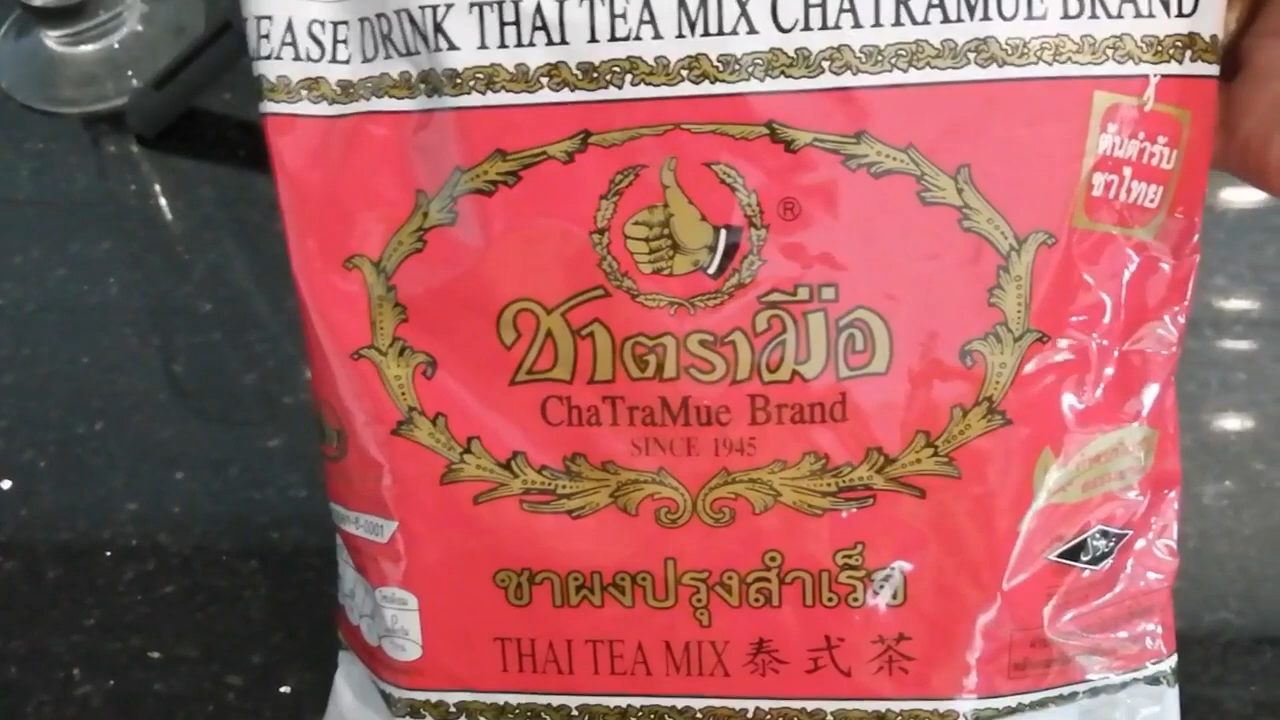 LEASE DRINK THAI TEA MIX CHATRAMUE BRAND
ต้นตำรับ
ชาไทย
®
ชาตรามือ
ChaTraMue Brand
SINCE 1945
ชาผงปรุงสำเร็จ
THAI TEA MIX 泰式茶